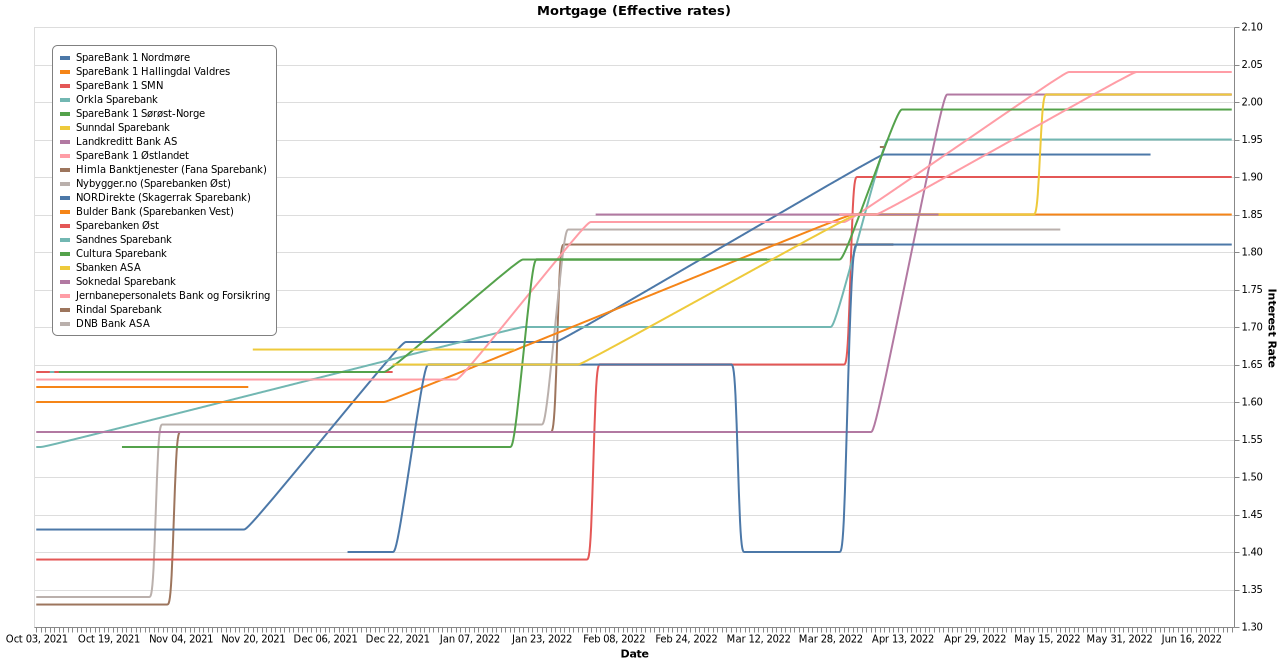 Mortgage (Effective rates)
SpareBank 1 Nordmøre
SpareBank 1 Hallingdal Valdres
SpareBank 1 SMN
Orkla Sparebank
SpareBank 1 Sørøst-Norge
Sunndal Sparebank
Landkreditt Bank AS
SpareBank 1 Østlandet
Himla Banktjenester (Fana Sparebank)
Nybygger.no (Sparebanken Øst)
NORDirekte (Skagerrak Sparebank)
Bulder Bank (Sparebanken Vest)
Sparebanken Øst
Sandnes Sparebank
Cultura Sparebank
Sbanken ASA
Soknedal Sparebank
Jernbanepersonalets Bank og Forsikring
Rindal Sparebank
DNB Bank ASA
2.10
2.05
2.00
1.95
1.90
1.85
1.80
1.75
1.70
1.65
1.60
1.55
1.50
1.45
1.40
1.35
1.30
Interest Rate
Oct 03, 2021 Oct 19, 2021 Nov 04, 2021 Nov 20, 2021 Dec 06, 2021 Dec 22, 2021 Jan 07, 2022 Jan 23, 2022 Feb 08, 2022 Feb 24, 2022 Mar 12, 2022 Mar 28, 2022 Apr 13, 2022 Apr 29, 2022 May 15, 2022 May 31, 2022 Jun 16, 2022
Date